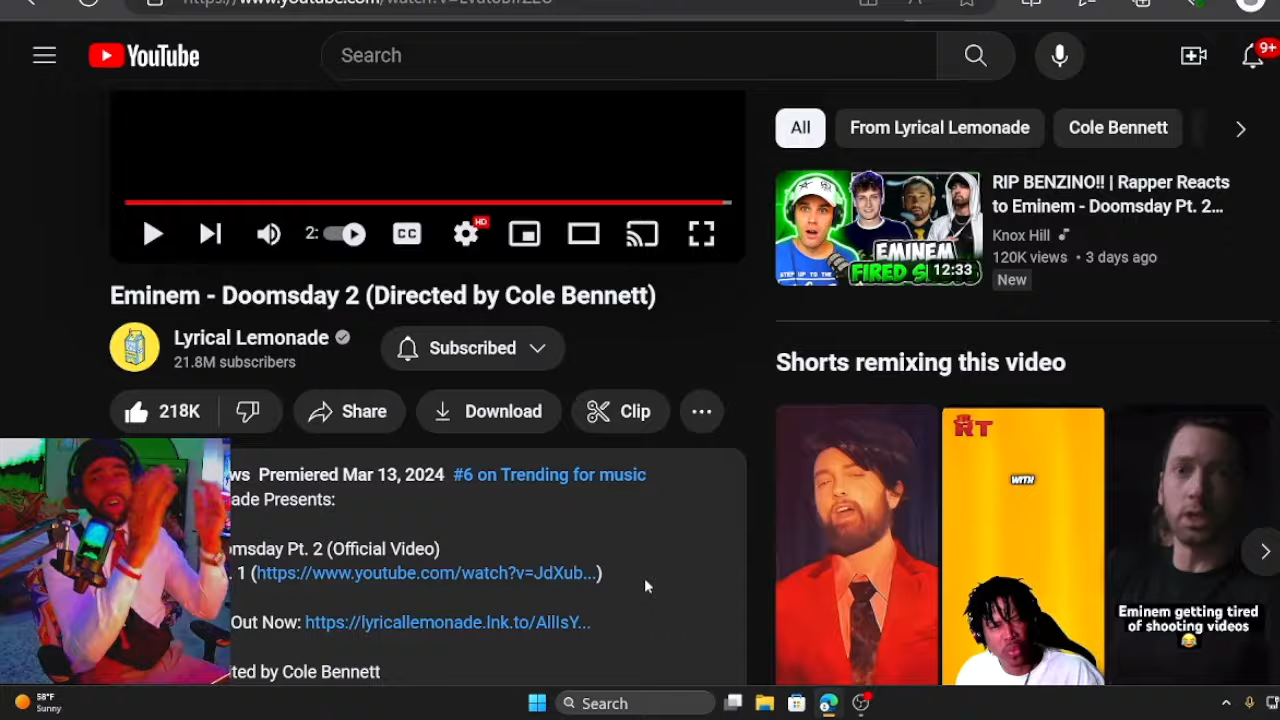 YouTube
Search
9+
All
From Lyrical Lemonade
Cole Bennett
2:
CC
HD
EMINEM
12:33
RIP BENZINO!! | Rapper Reacts
to Eminem - Doomsday Pt. 2...
Knox Hill
120K views • 3 days ago
New
Eminem - Doomsday 2 (Directed by Cole Bennett)
Lyrical Lemonade
21.8M subscribers
Subscribed
218K
Share
Download
Clip
Shorts remixing this video
RT
WITH
Eminem getting tired
of shooting videos
ws Premiered Mar 13, 2024 #6 on Trending for music
ade Presents:
omsday Pt. 2 (Official Video)
. 1 (https://www.youtube.com/watch?v=JdXub...)
Out Now: https://lyricallemonade.lnk.to/AllIsY...
ted by Cole Bennett
58°F
Sunny
Search